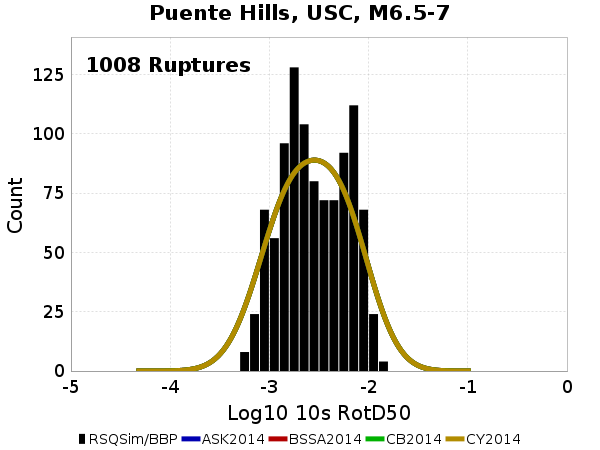 Puente Hills, USC, M6.5-7
1008 Ruptures
125
100
75
50
25
0
Count
-5 -4 -3 -2 -1 0
Log10 10s RotD50
RSQSim/BBP ASK2014 BSSA2014 CB2014 CY2014